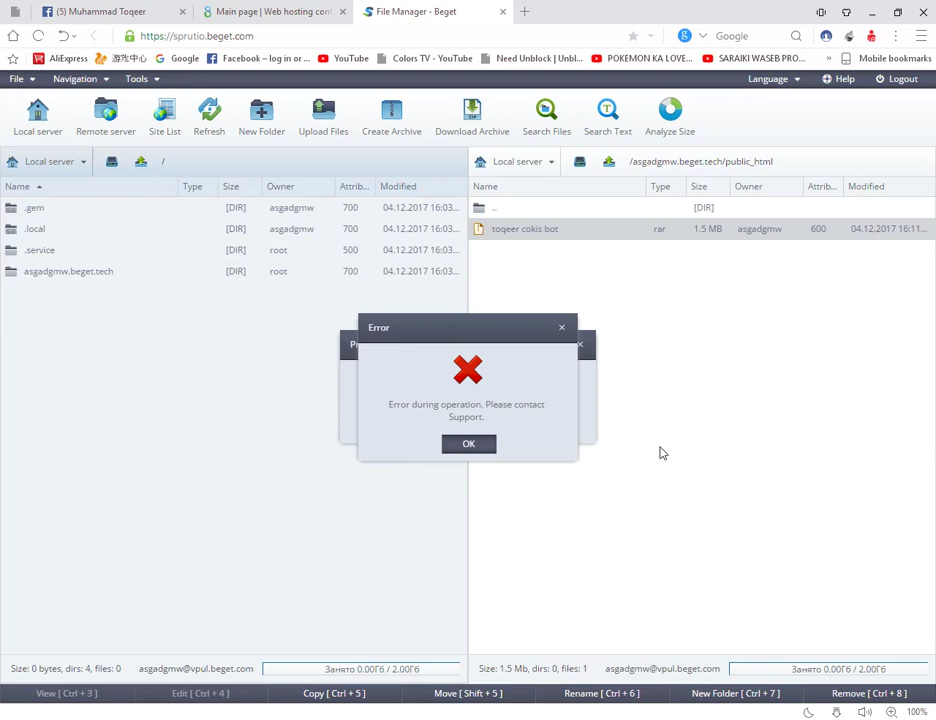 (5) Muhammad Toqeer
Main page | Web hosting cont
File Manager - Beget
https://sprutio.beget.com
Google
AliExpress 游戏中心 Google Facebook – log in or ... YouTube Colors TV - YouTube Need Unblock | Unbl... POKEMON KA LOVE... SARAIKI WASEB PRO... » Mobile bookmarks
File Navigation Tools Language Help Logout
Local server Remote server Site List Refresh New Folder Upload Files Create Archive Download Archive Search Files Search Text Analyze Size
Local server /
Local server /asgadgmw.beget.tech/public_html
Name Type Size Owner Attrib... Modified
Name Type Size Owner Attrib... Modified
.gem [DIR] asgadgmw 700 04.12.2017 16:03...
.. [DIR]
.local [DIR] asgadgmw 700 04.12.2017 16:03...
toqeer cokis bot rar 1.5 MB asgadgmw 600 04.12.2017 16:11...
.service [DIR] root 500 04.12.2017 16:03...
asgadgmw.beget.tech [DIR] root 700 04.12.2017 16:03...
Error
Error during operation. Please contact
Support.
OK
Size: 0 bytes, dirs: 4, files: 0 asgadgmw@vpul.beget.com Занято 0.00Гб / 2.00Гб
Size: 1.5 Mb, dirs: 0, files: 1 asgadgmw@vpul.beget.com Занято 0.00Гб / 2.00Гб
View [ Ctrl + 3 ] Edit [ Ctrl + 4 ] Copy [ Ctrl + 5 ] Move [ Shift + 5 ] Rename [ Ctrl + 6 ] New Folder [ Ctrl + 7 ] Remove [ Ctrl + 8 ]
100%